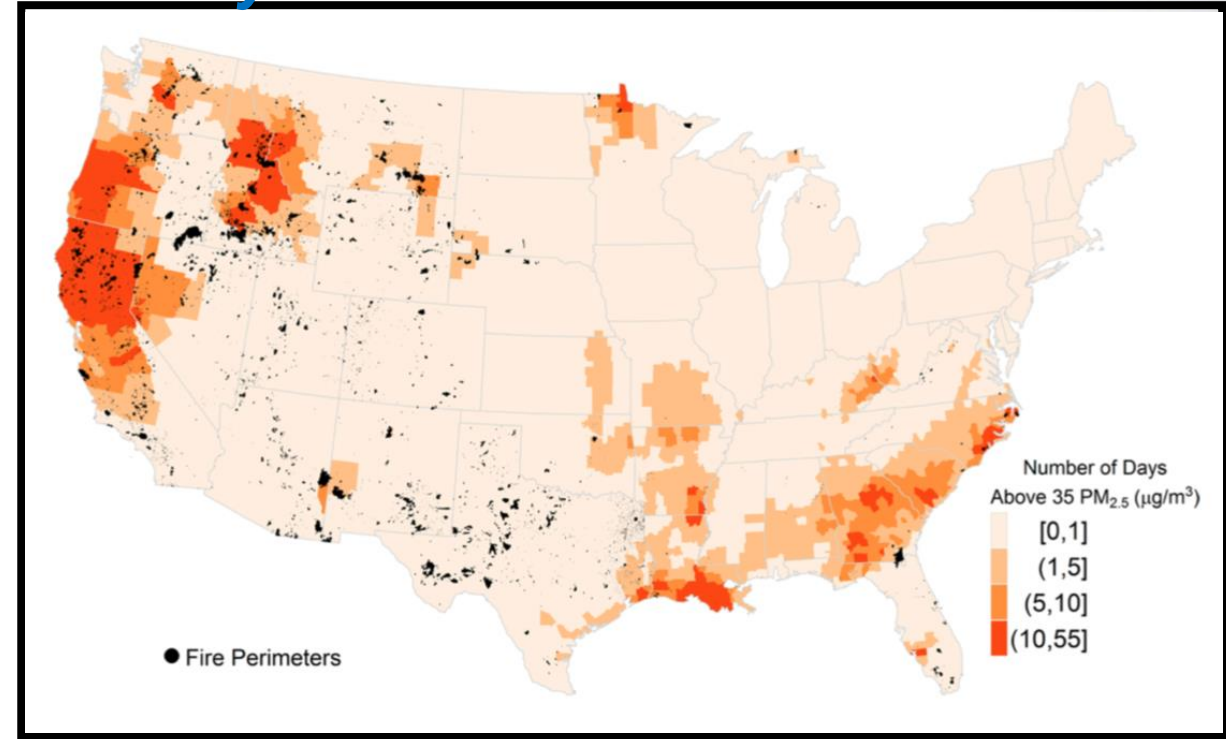 Number of Days
Above 35 PM₂.₅ (µg/m³)
[0,1]
(1,5]
(5,10]
(10,55]
Fire Perimeters